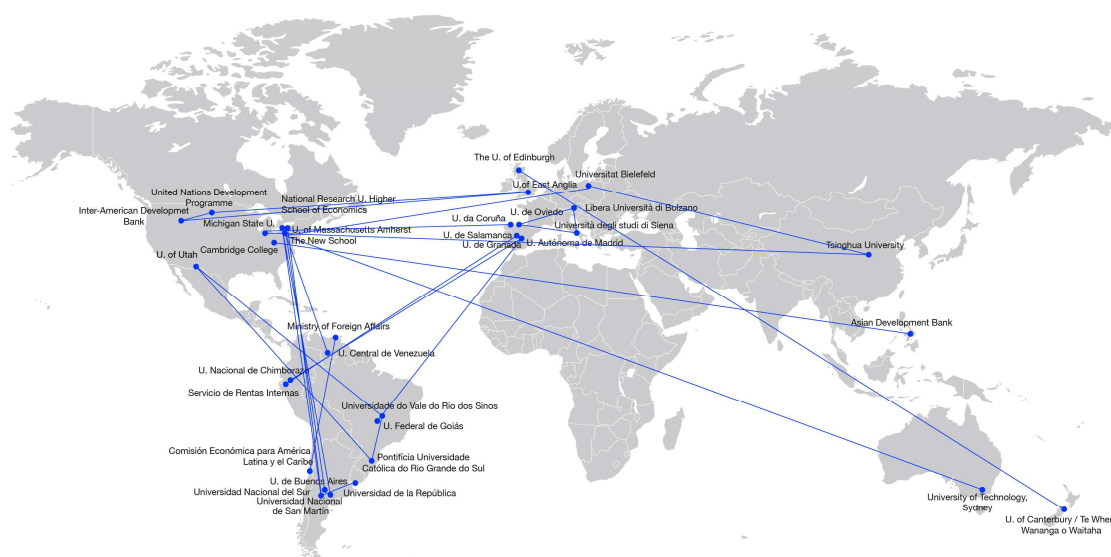 The U. of Edinburgh
Universitat Bielefeld
U.of East Anglia
United Nations Development
Programme
National Research U. Higher
School of Economics
Libera Università di Bolzano
Inter-American Developmet
Bank
Michigan State U.
U. of Massachusetts Amherst
U. da Coruña
U. de Oviedo
Università degli studi di Siena
The New School
U. de Salamanca
U. Autónoma de Madrid
U. de Granada
Tsinghua University
Cambridge College
U. of Utah
Asian Development Bank
Ministry of Foreign Affairs
U. Central de Venezuela
U. Nacional de Chimborazo
Servicio de Rentas Internas
Universidade do Vale do Rio dos Sinos
U. Federal de Goiás
Comisión Económica para América
Latina y el Caribe
Pontifícia Universidade
Católica do Rio Grande do Sul
U. de Buenos Aires
Universidad Nacional del Sur
Universidad de la República
Universidad Nacional
de San Martín
University of Technology,
Sydney
U. of Canterbury / Te Wher
Wananga o Waitaha